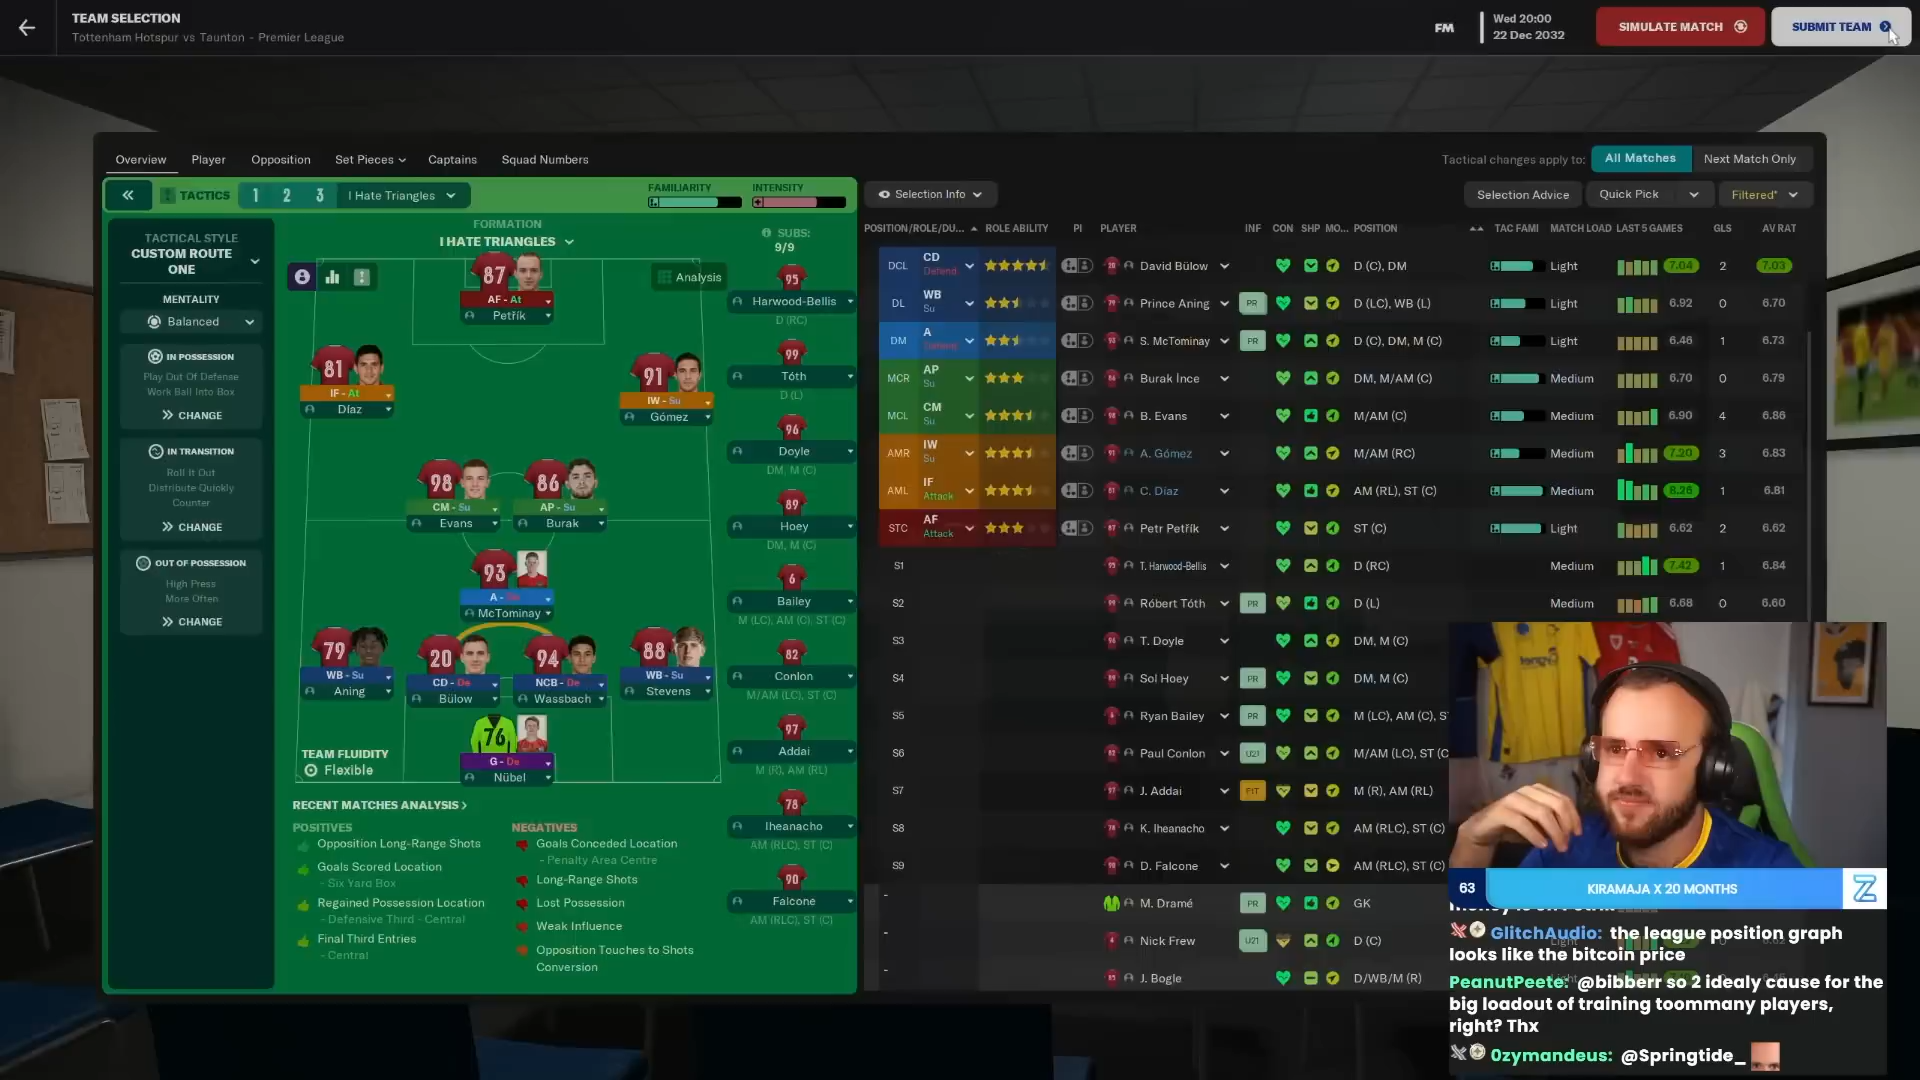 TEAM SELECTION
Tottenham Hotspur vs Taunton - Premier League
FM
Wed 20:00
22 Dec 2032
SIMULATE MATCH
SUBMIT TEAM
Overview
Player
Opposition
Set Pieces
Captains
Squad Numbers
Tactical changes apply to:
All Matches
Next Match Only
TACTICS
1
2
3
I Hate Triangles
FAMILIARITY
INTENSITY
Selection Info
Selection Advice
Quick Pick
Filtered*
TACTICAL STYLE
CUSTOM ROUTE
ONE
MENTALITY
Balanced
IN POSSESSION
Play Out Of Defense
Work Ball Into Box
CHANGE
IN TRANSITION
Roll It Out
Distribute Quickly
Counter
CHANGE
OUT OF POSSESSION
High Press
More Often
CHANGE
FORMATION
I HATE TRIANGLES
SUBS:
9/9
Analysis
87
AF - At
Petřík
81
IF - At
Díaz
91
IW - Su
Gómez
98
CM - Su
Evans
86
AP - Su
Burak
93
A - De
McTominay
79
WB - Su
Aning
20
CD - De
Bülow
94
NCB - De
Wassbach
88
WB - Su
Stevens
76
G - De
Nübel
TEAM FLUIDITY
Flexible
95
Harwood-Bellis
D (RC)
99
Tóth
D (L)
96
Doyle
DM, M (C)
89
Hoey
DM, M (C)
6
Bailey
M (LC), AM (C), ST (C)
82
Conlon
M/AM (LC), ST (C)
97
Addai
M (R), AM (RL)
78
Iheanacho
AM (RLC), ST (C)
90
Falcone
AM (RLC), ST (C)
RECENT MATCHES ANALYSIS >
POSITIVES
Opposition Long-Range Shots
Goals Scored Location
- Six Yard Box
Regained Possession Location
- Defensive Third - Central
Final Third Entries
- Central
NEGATIVES
Goals Conceded Location
- Penalty Area Centre
Long-Range Shots
Lost Possession
Weak Influence
Opposition Touches to Shots
Conversion
POSITION/ROLE/DU... ROLE ABILITY PI PLAYER INF CON SHP MO... POSITION TAC FAMI MATCH LOAD LAST 5 GAMES GLS AV RAT
DCL CD Defend David Bülow D (C), DM Light 7.04 2 7.03
DL WB Su Prince Aning PR D (LC), WB (L) Light 6.92 0 6.70
DM A Defend S. McTominay PR D (C), DM, M (C) Light 6.46 1 6.73
MCR AP Su Burak İnce DM, M/AM (C) Medium 6.70 0 6.79
MCL CM Su B. Evans M/AM (C) Medium 6.90 4 6.86
AMR IW Su A. Gómez M/AM (RC) Medium 7.20 3 6.83
AML IF Attack C. Díaz AM (RL), ST (C) Medium 8.26 1 6.81
STC AF Attack Petr Petřík ST (C) Light 6.62 2 6.62
S1 T. Harwood-Bellis D (RC) Medium 7.42 1 6.84
S2 Róbert Tóth PR D (L) Medium 6.68 0 6.60
S3 T. Doyle DM, M (C)
S4 Sol Hoey PR DM, M (C)
S5 Ryan Bailey PR M (LC), AM (C), S
S6 Paul Conlon U21 M/AM (LC), ST (C
S7 J. Addai FIT M (R), AM (RL)
S8 K. Iheanacho AM (RLC), ST (C)
S9 D. Falcone AM (RLC), ST (C)
- M. Dramé PR GK
- Nick Frew U21 D (C)
- J. Bogle D/WB/M (R)
63
KIRAMAJA X 20 MONTHS
GlitchAudio: the league position graph
looks like the bitcoin price
PeanutPeete: @bibberr so 2 idealy cause for the
big loadout of training toommany players,
right? Thx
0zymandeus: @Springtide_